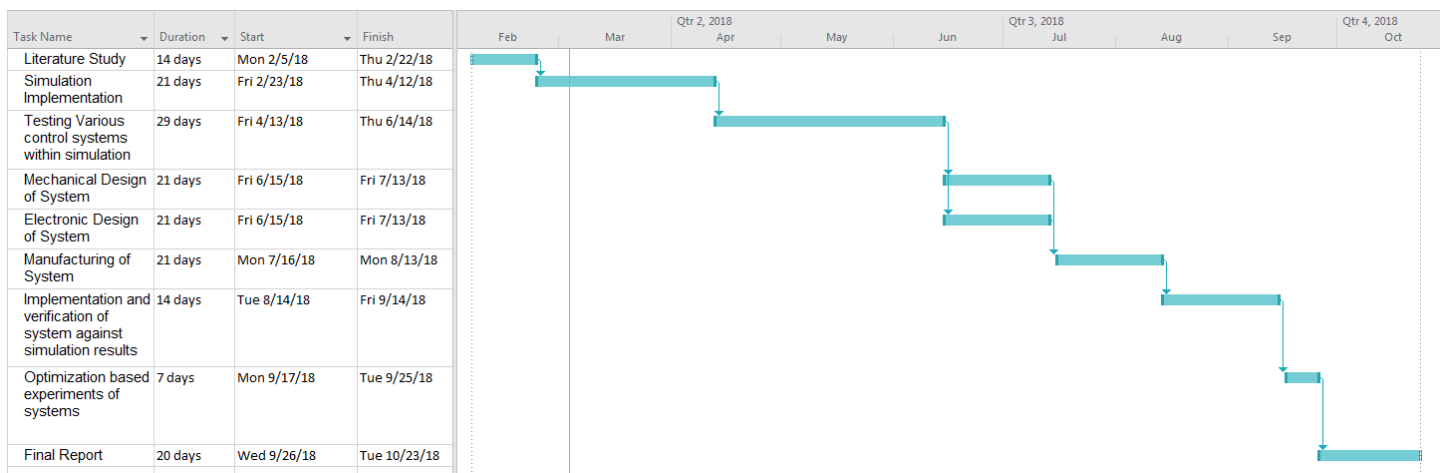 Qtr 2, 2018 Qtr 3, 2018 Qtr 4, 2018
Task Name Duration Start Finish Feb Mar Apr May Jun Jul Aug Sep Oct
Literature Study 14 days Mon 2/5/18 Thu 2/22/18
Simulation 21 days Fri 2/23/18 Thu 4/12/18
Implementation
Testing Various 29 days Fri 4/13/18 Thu 6/14/18
control systems
within simulation
Mechanical Design 21 days Fri 6/15/18 Fri 7/13/18
of System
Electronic Design 21 days Fri 6/15/18 Fri 7/13/18
of System
Manufacturing of 21 days Mon 7/16/18 Mon 8/13/18
System
Implementation and 14 days Tue 8/14/18 Fri 9/14/18
verification of
system against
simulation results
Optimization based 7 days Mon 9/17/18 Tue 9/25/18
experiments of
systems
Final Report 20 days Wed 9/26/18 Tue 10/23/18